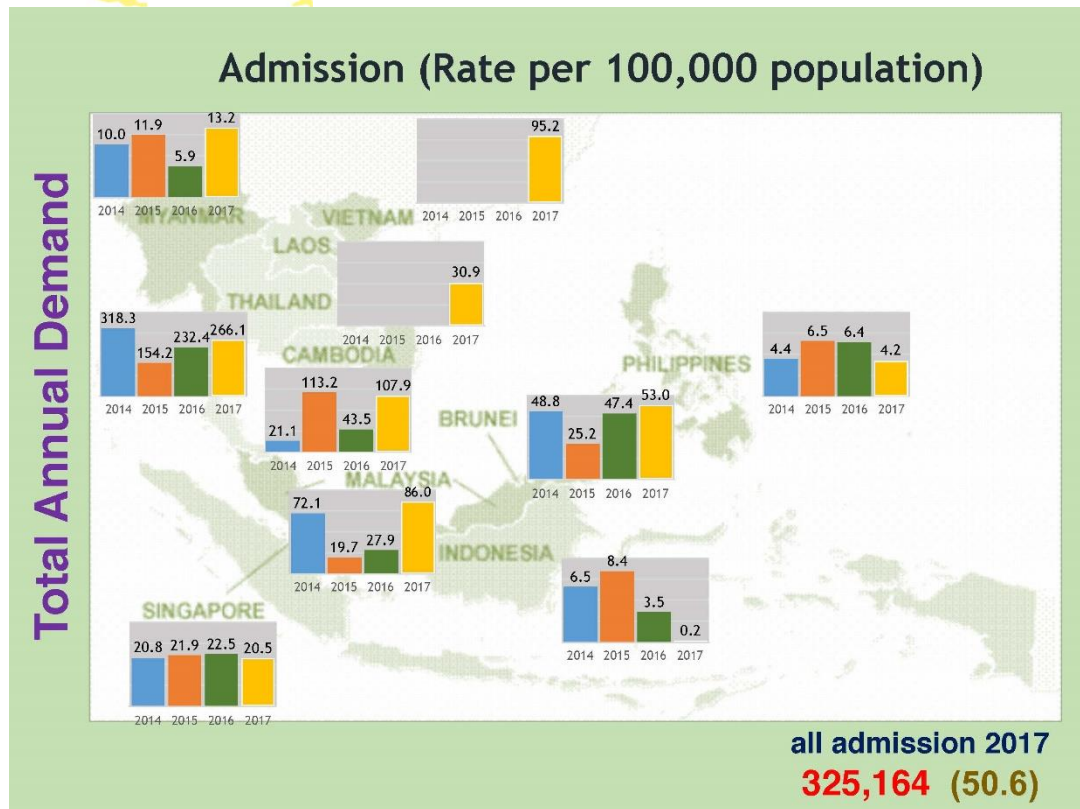 Admission (Rate per 100,000 population)
Total Annual Demand
10.0 11.9 5.9 13.2
2014 2015 2016 2017
MYANMAR
95.2
2014 2015 2016 2017
VIETNAM
LAOS
30.9
2014 2015 2016 2017
THAILAND
318.3 154.2 232.4 266.1
2014 2015 2016 2017
CAMBODIA
21.1 113.2 43.5 107.9
2014 2015 2016 2017
PHILIPPINES
4.4 6.5 6.4 4.2
2014 2015 2016 2017
BRUNEI
48.8 25.2 47.4 53.0
2014 2015 2016 2017
MALAYSIA
72.1 19.7 27.9 86.0
2014 2015 2016 2017
INDONESIA
6.5 8.4 3.5 0.2
2014 2015 2016 2017
SINGAPORE
20.8 21.9 22.5 20.5
2014 2015 2016 2017
all admission 2017
325,164 (50.6)